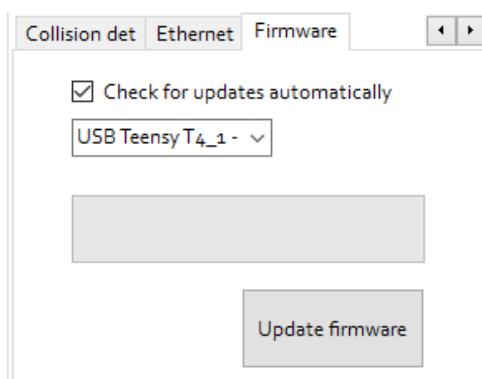 Collision det Ethernet Firmware
Check for updates automatically
USB Teensy T4_1 -
Update firmware